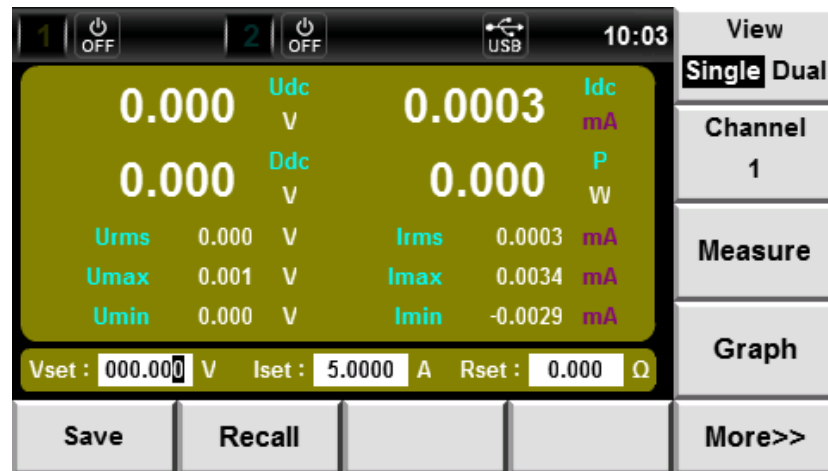 1 OFF 2 OFF USB 10:03
View
Single Dual
0.000 Udc V 0.0003 Idc mA
Channel
1
0.000 Ddc V 0.000 P W
Urms 0.000 V Irms 0.0003 mA
Measure
Umax 0.001 V Imax 0.0034 mA
Umin 0.000 V Imin -0.0029 mA
Graph
Vset : 000.000 V Iset : 5.0000 A Rset : 0.000 Ω
Save Recall More>>